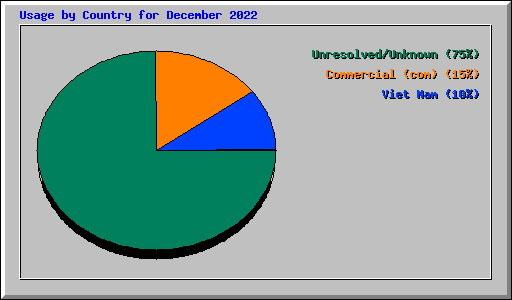 Usage by Country for December 2022
Unresolved/Unknown (75%)
Commercial (com) (15%)
Viet Nam (10%)